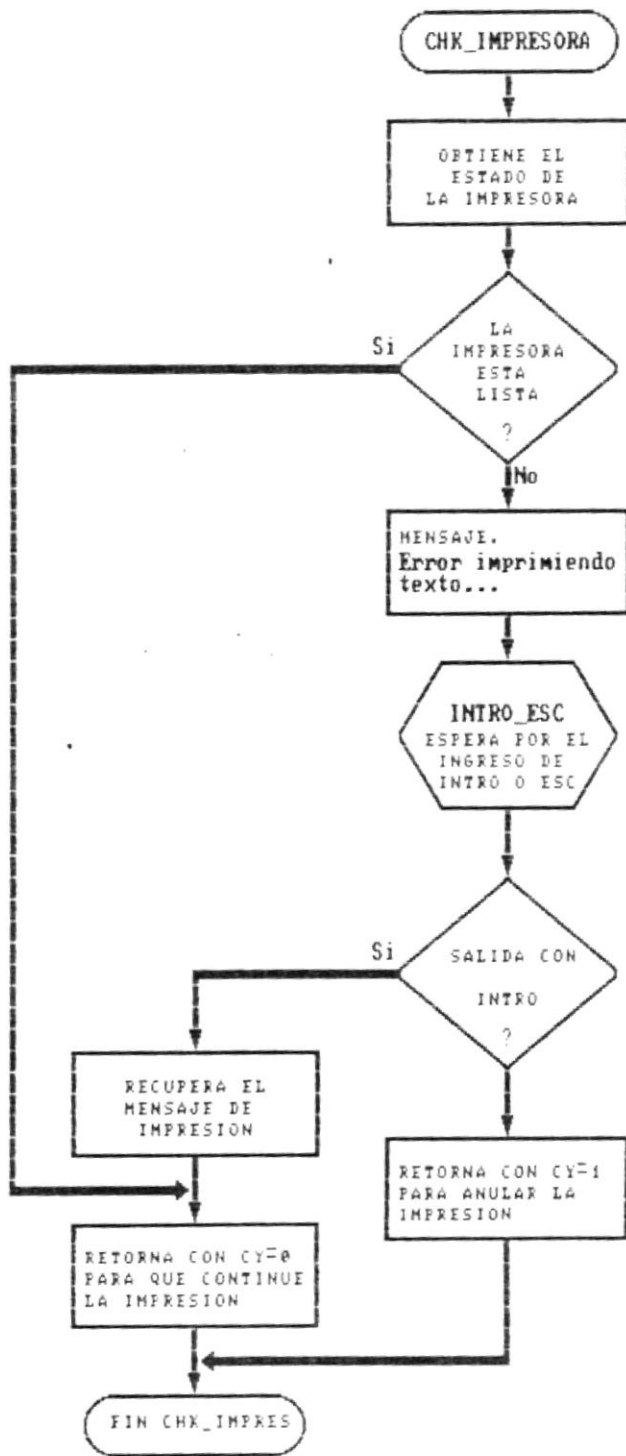 CHK_IMPRESORA
OBTIENE EL
ESTADO DE
LA IMPRESORA
LA
IMPRESORA
ESTA
LISTA
?
Si
No
MENSAJE.
Error imprimiendo
texto...
INTRO_ESC
ESPERA POR EL
INGRESO DE
INTRO O ESC
Si
SALIDA CON
INTRO
?
RECUPERA EL
MENSAJE DE
IMPRESION
RETORNA CON CY=1
PARA ANULAR LA
IMPRESION
RETORNA CON CY=0
PARA QUE CONTINUE
LA IMPRESION
FIN CHK_IMPRES